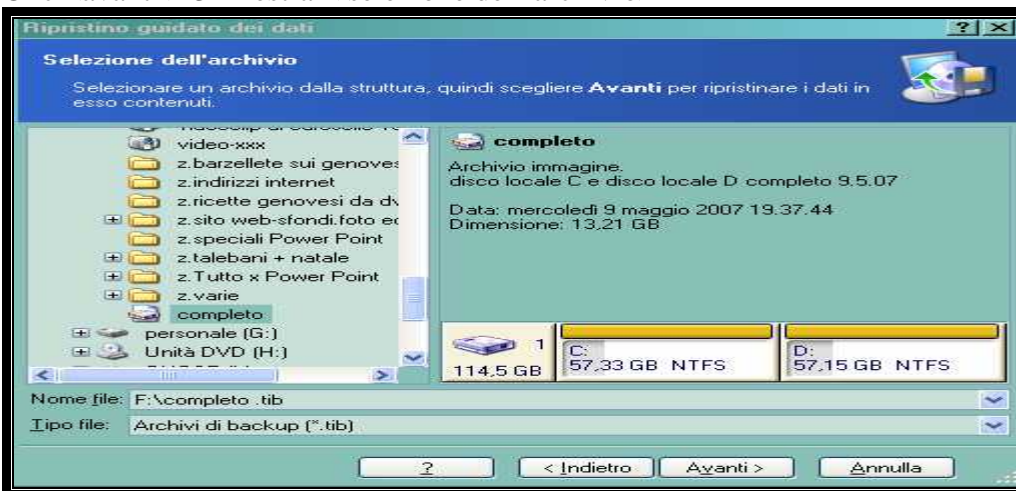 Ripristino guidato dei dati
Selezione dell'archivio
Selezionare un archivio dalla struttura, quindi scegliere Avanti per ripristinare i dati in
esso contenuti.
video-xxx
z.barzellete sui genoves
z.indirizzi internet
z.ricette genovesi da dv
z.sito web-sfondi.foto ec
z.speciali Power Point
z.talebani + natale
z.Tutto x Power Point
z.varie
completo
personale (G:)
Unità DVD (H:)
completo
Archivio immagine.
disco locale C e disco locale D completo 9.5.07
Data: mercoledì 9 maggio 2007 19.37.44
Dimensione: 13,21 GB
1
114,5 GB
C:
57,33 GB NTFS
D:
57,15 GB NTFS
Nome file: F:\completo .tib
Tipo file: Archivi di backup (*.tib)
?
< Indietro
Avanti >
Annulla